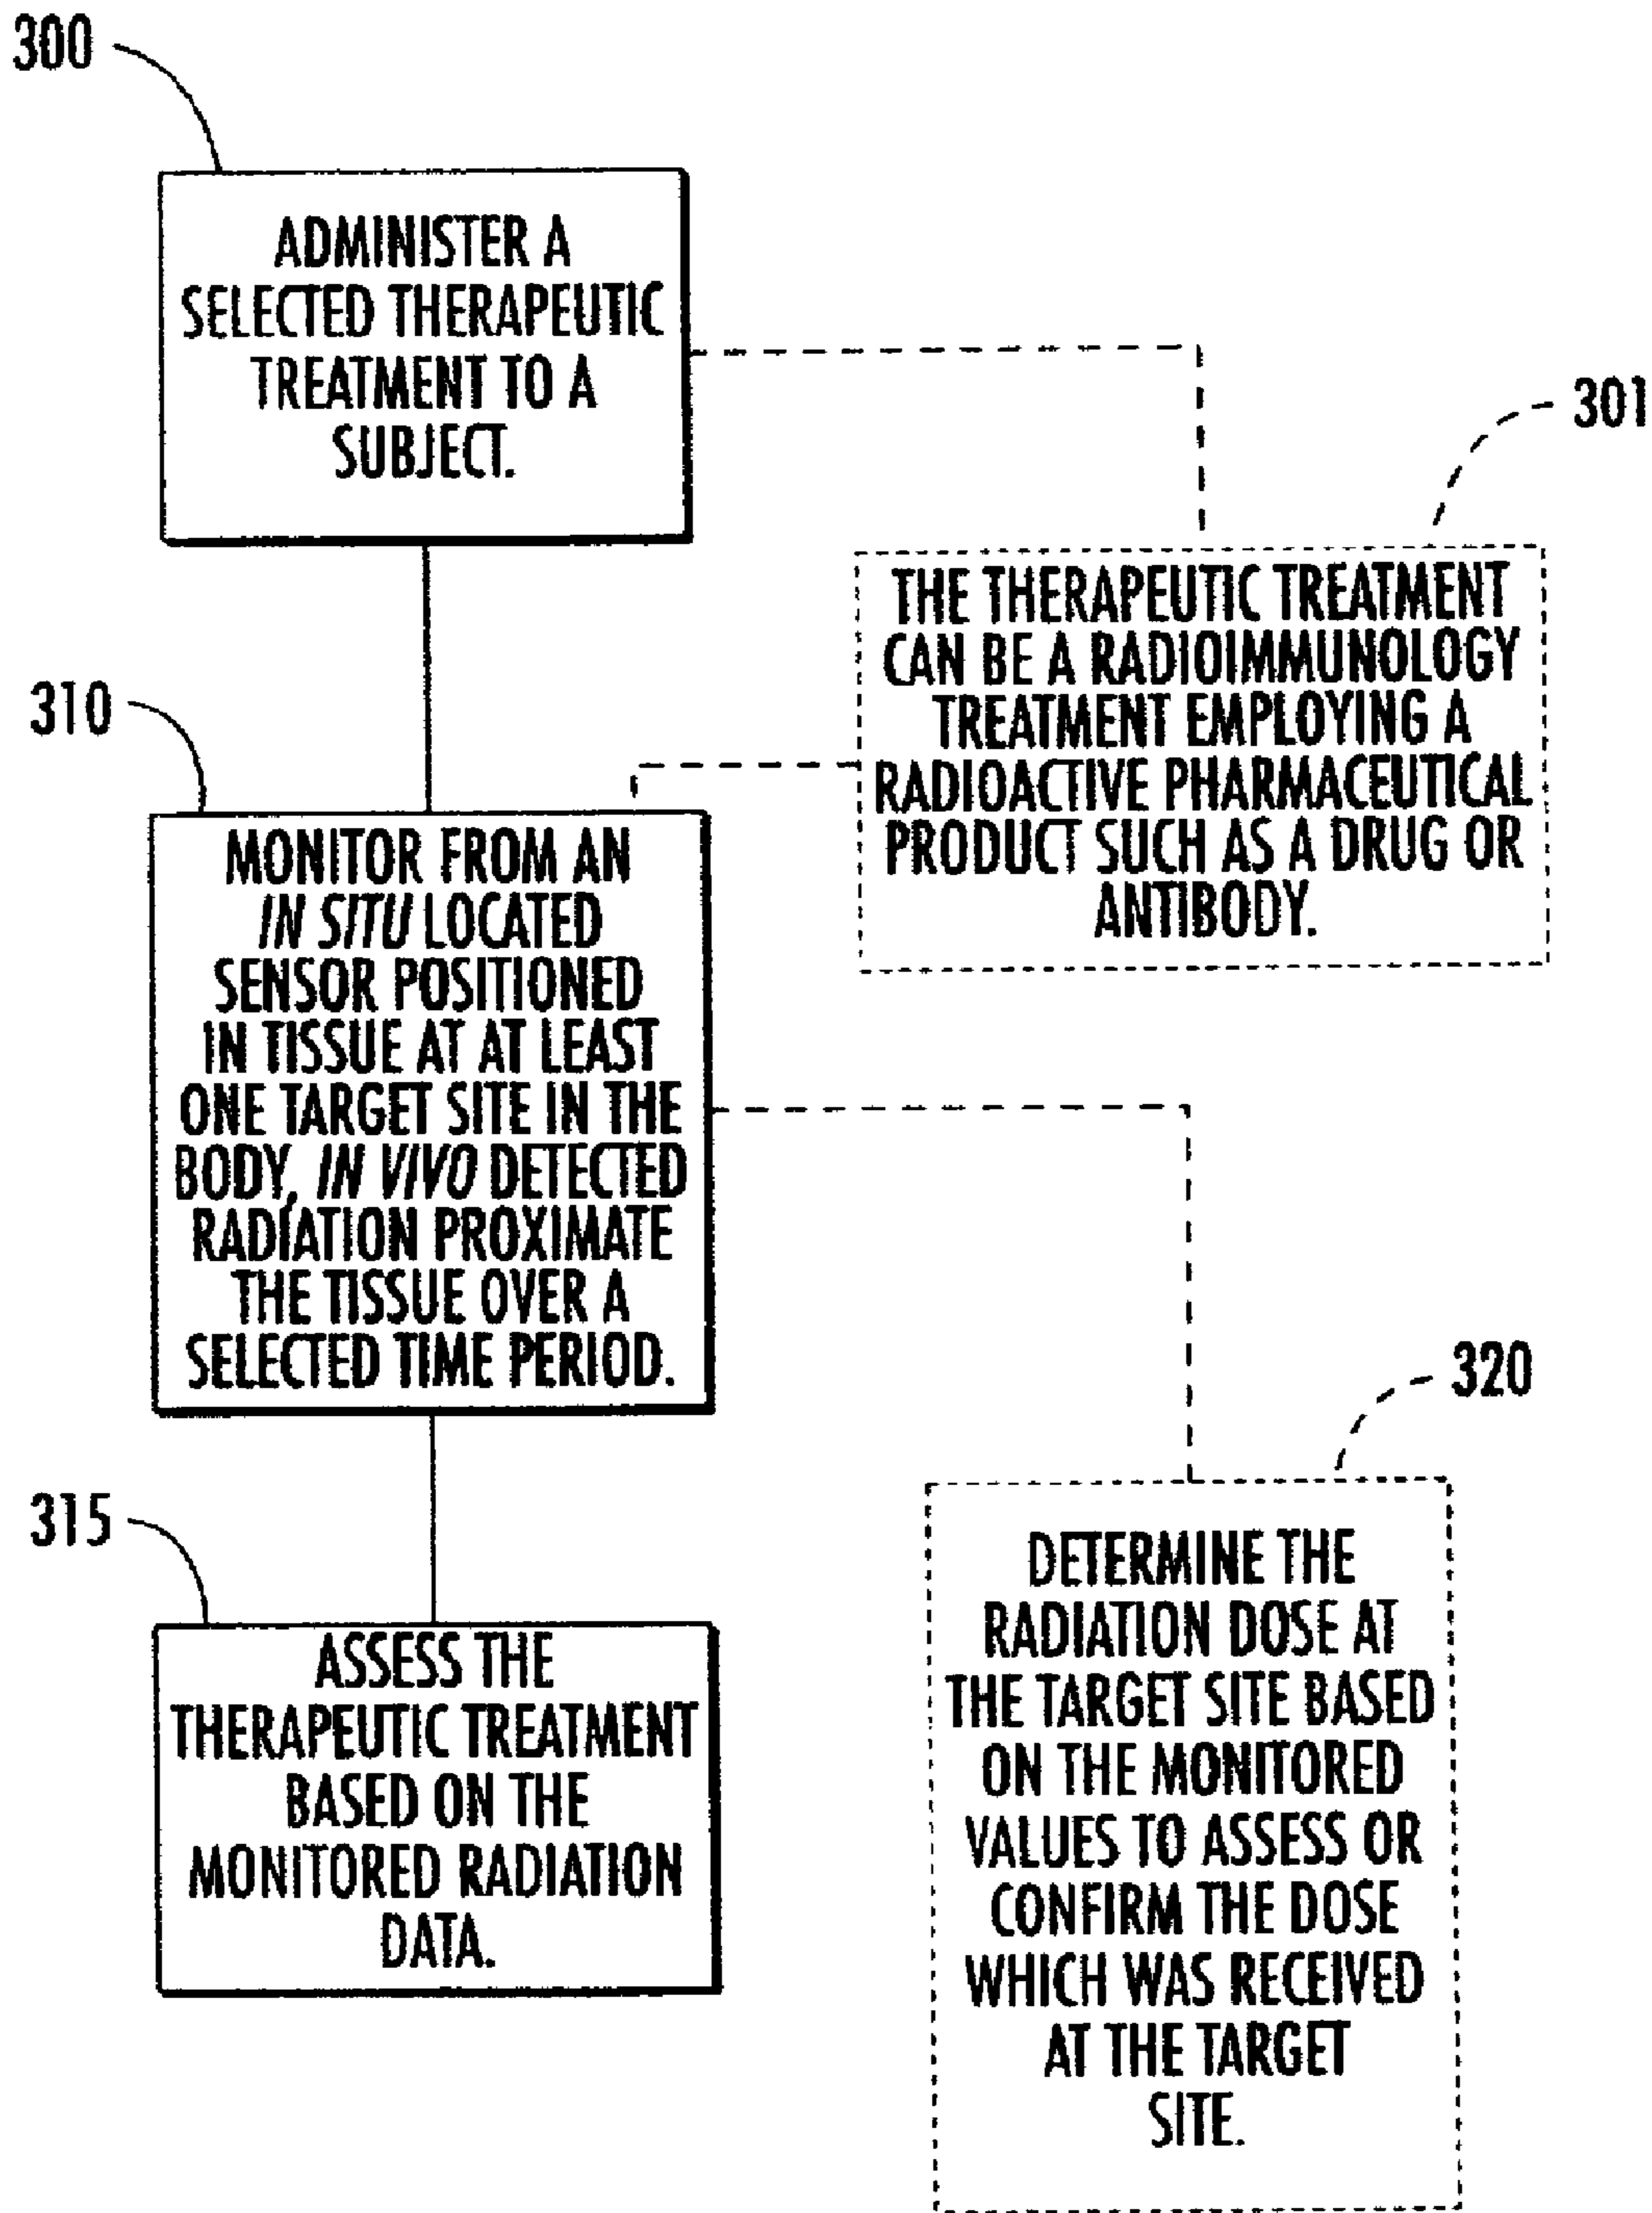 300
ADMINISTER A
SELECTED THERAPEUTIC
TREATMENT TO A
SUBJECT.
301
THE THERAPEUTIC TREATMENT
CAN BE A RADIOIMMUNOLOGY
TREATMENT EMPLOYING A
RADIOACTIVE PHARMACEUTICAL
PRODUCT SUCH AS A DRUG OR
ANTIBODY.
310
MONITOR FROM AN
IN SITU LOCATED
SENSOR POSITIONED
IN TISSUE AT AT LEAST
ONE TARGET SITE IN THE
BODY, IN VIVO DETECTED
RADIATION PROXIMATE
THE TISSUE OVER A
SELECTED TIME PERIOD.
320
DETERMINE THE
RADIATION DOSE AT
THE TARGET SITE BASED
ON THE MONITORED
VALUES TO ASSESS OR
CONFIRM THE DOSE
WHICH WAS RECEIVED
AT THE TARGET
SITE.
315
ASSESS THE
THERAPEUTIC TREATMENT
BASED ON THE
MONITORED RADIATION
DATA.